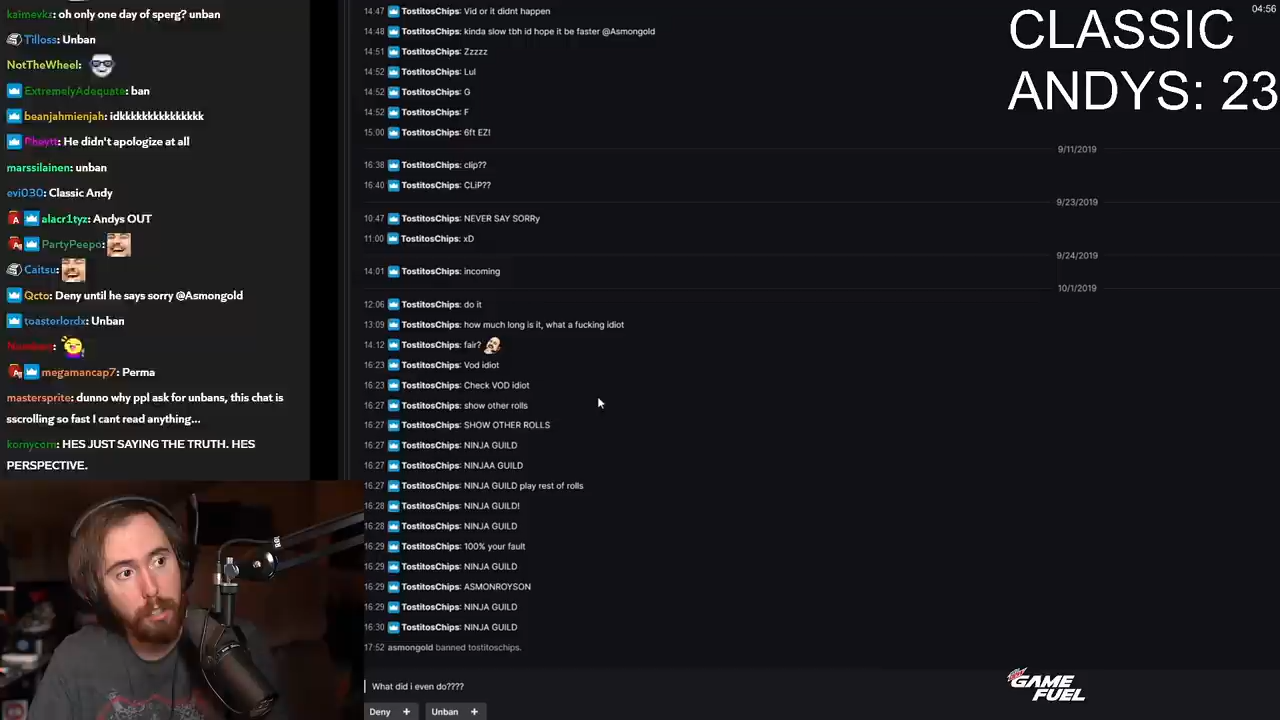 kaimevkz: oh only one day of sperg? unban
Tilloss: Unban
NotTheWheel:
ExtremelyAdequate: ban
beanjahmienjah: idkkkkkkkkkkkkkkk
He didn't apologize at all
marssilainen: unban
evi030: Classic Andy
alacr1tyz: Andys OUT
PartyPeepo:
Caitsu:
Qcto: Deny until he says sorry @Asmongold
toasterlordx: Unban
megamancap7: Perma
mastersprite: dunno why ppl ask for unbans, this chat is
sscrolling so fast I cant read anything...
kornycorn: HES JUST SAYING THE TRUTH. HES
PERSPECTIVE.
14:47 TostitosChips: Vid or it didnt happen
14:48 TostitosChips: kinda slow tbh id hope it be faster @Asmongold
14:51 TostitosChips: Zzzzz
14:52 TostitosChips: Lul
14:52 TostitosChips: G
14:52 TostitosChips: F
15:00 TostitosChips: 6ft EZ!
9/11/2019
16:38 TostitosChips: clip??
16:40 TostitosChips: CLiP??
9/23/2019
10:47 TostitosChips: NEVER SAY SORRy
11:00 TostitosChips: xD
9/24/2019
14:01 TostitosChips: incoming
10/1/2019
12:06 TostitosChips: do it
13:09 TostitosChips: how much long is it, what a fucking idiot
14:12 TostitosChips: fair?
16:23 TostitosChips: Vod idiot
16:23 TostitosChips: Check VOD idiot
16:27 TostitosChips: show other rolls
16:27 TostitosChips: SHOW OTHER ROLLS
16:27 TostitosChips: NINJA GUILD
16:27 TostitosChips: NINJAA GUILD
16:27 TostitosChips: NINJA GUILD play rest of rolls
16:28 TostitosChips: NINJA GUILD!
16:28 TostitosChips: NINJA GUILD
16:29 TostitosChips: 100% your fault
16:29 TostitosChips: NINJA GUILD
16:29 TostitosChips: ASMONROYSON
16:29 TostitosChips: NINJA GUILD
16:30 TostitosChips: NINJA GUILD
17:52 asmongold banned tostitoschips.
What did i even do????
Deny + Unban +
04:56
CLASSIC
ANDYS: 23
GAME
FUEL